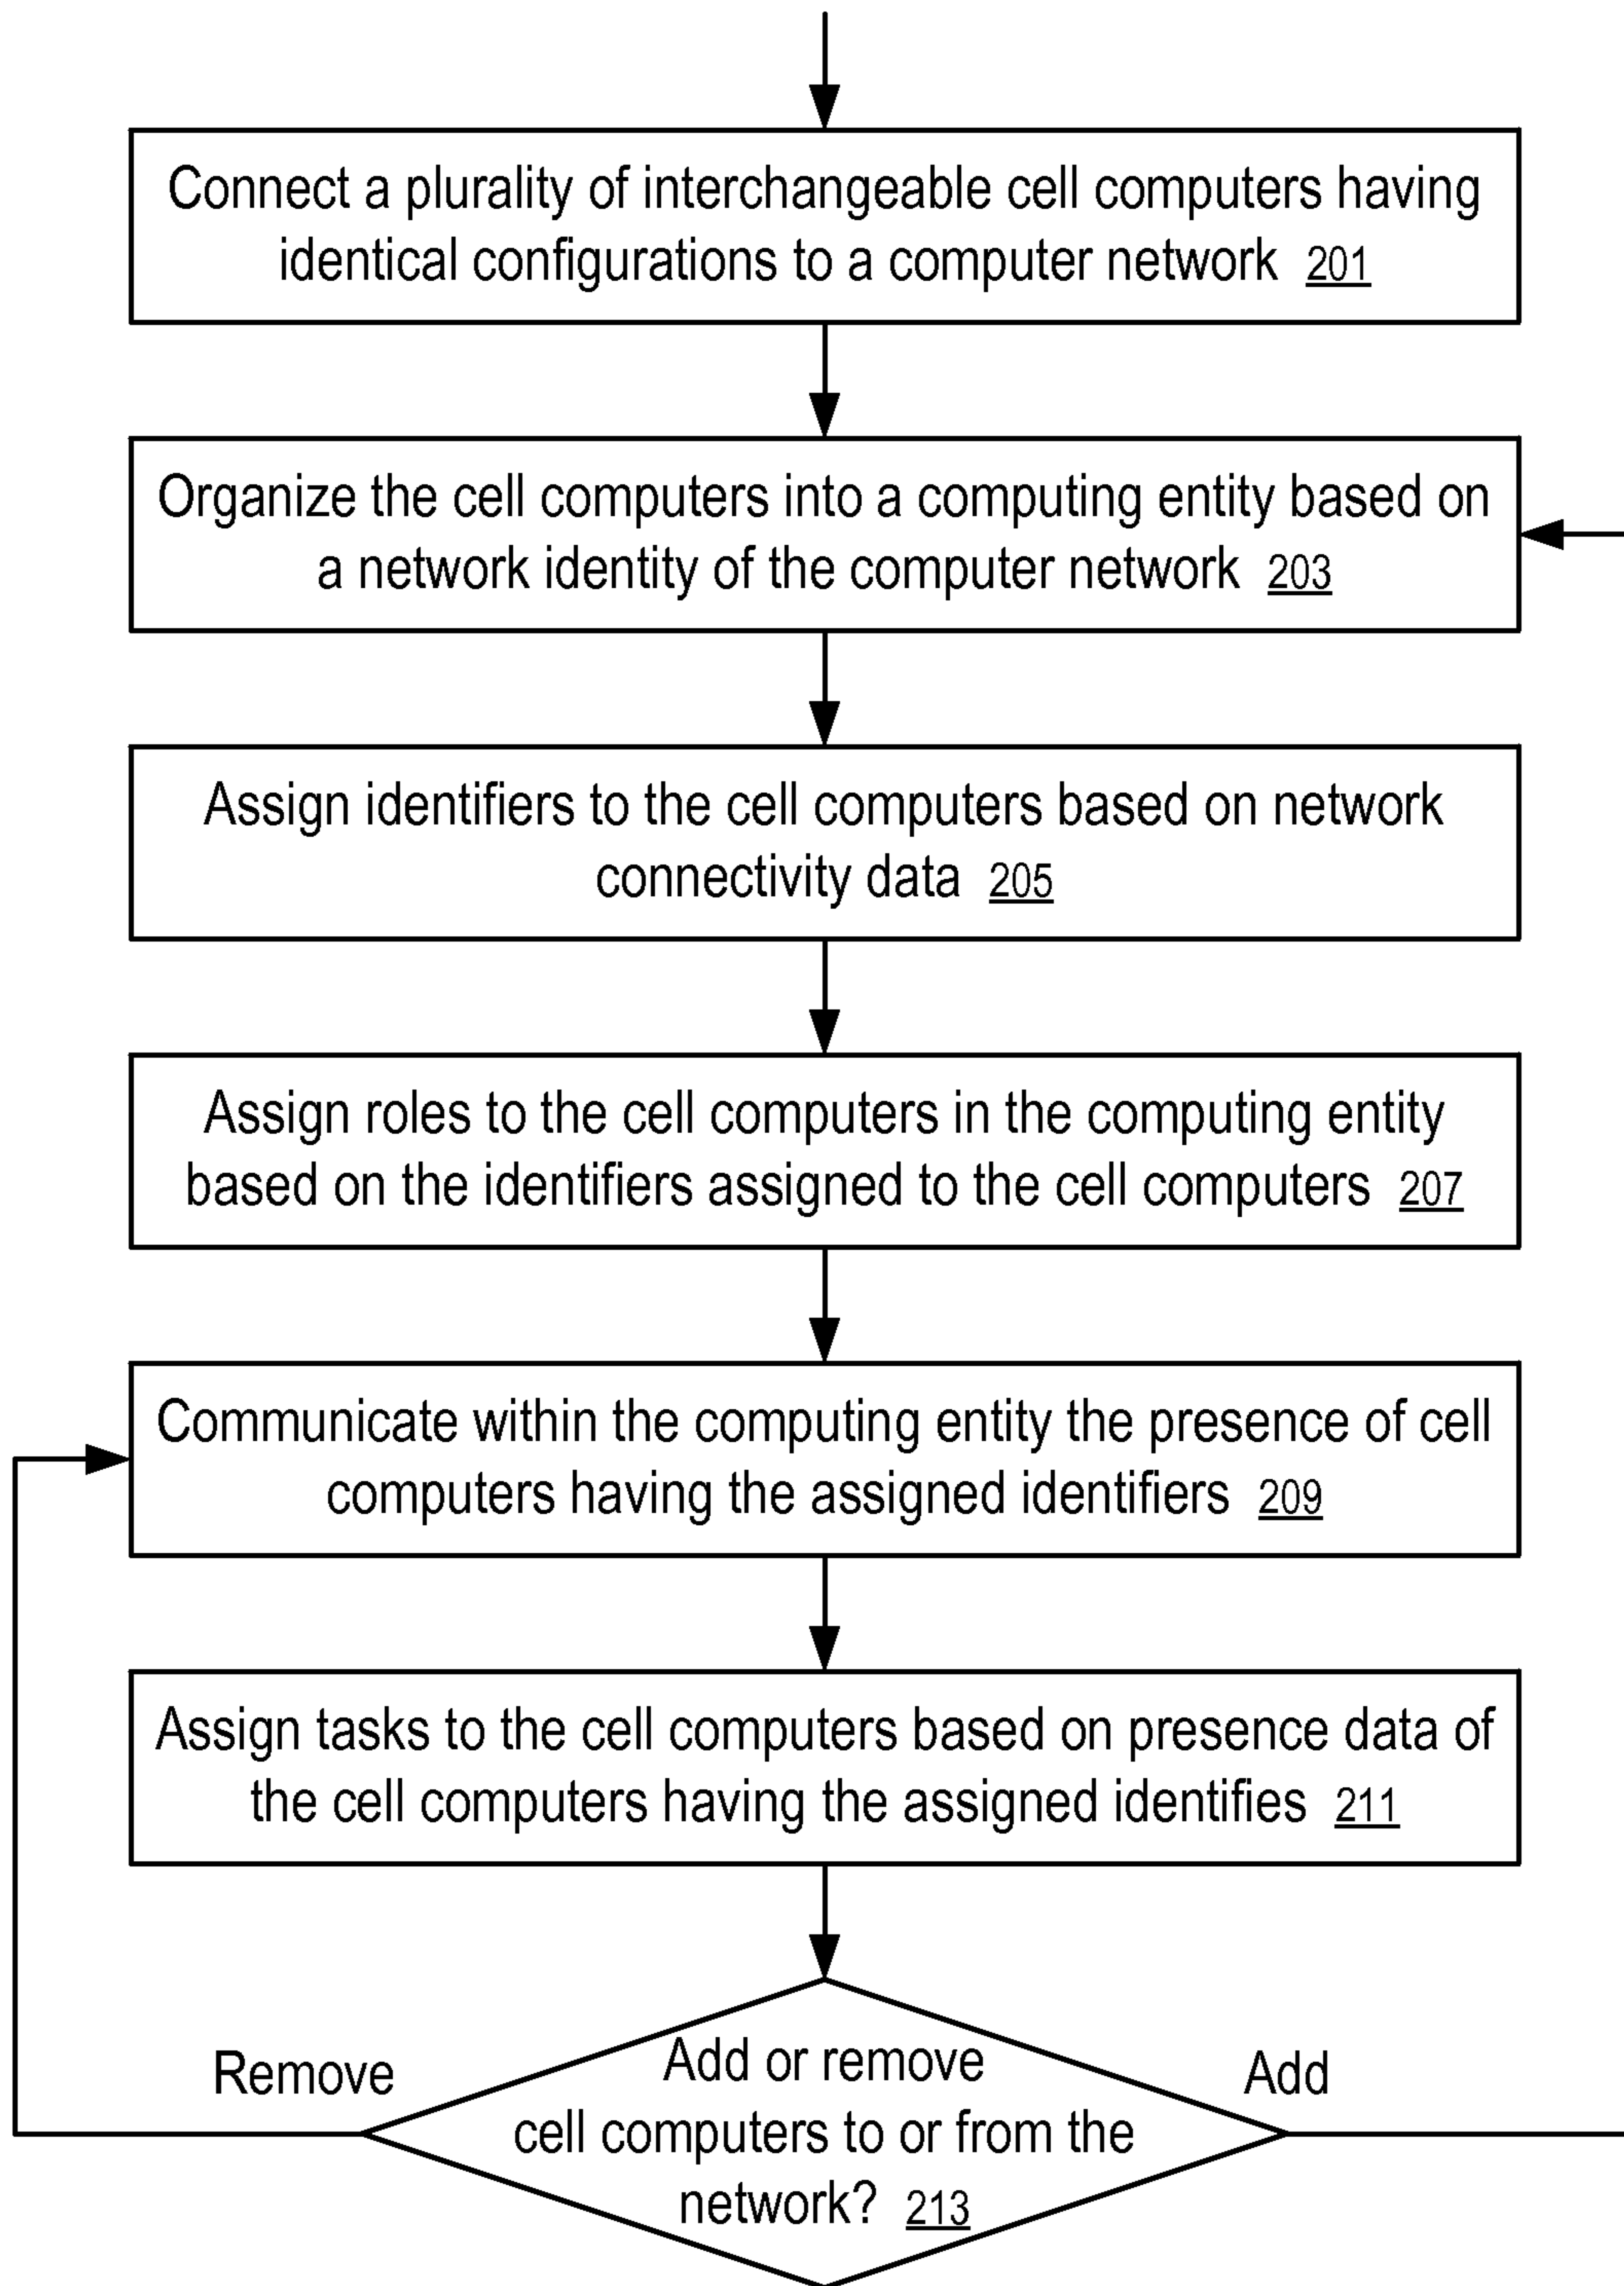 Connect a plurality of interchangeable cell computers having
identical configurations to a computer network 201
Organize the cell computers into a computing entity based on
a network identity of the computer network 203
Assign identifiers to the cell computers based on network
connectivity data 205
Assign roles to the cell computers in the computing entity
based on the identifiers assigned to the cell computers 207
Communicate within the computing entity the presence of cell
computers having the assigned identifiers 209
Assign tasks to the cell computers based on presence data of
the cell computers having the assigned identifies 211
Remove
Add or remove
cell computers to or from the
network? 213
Add